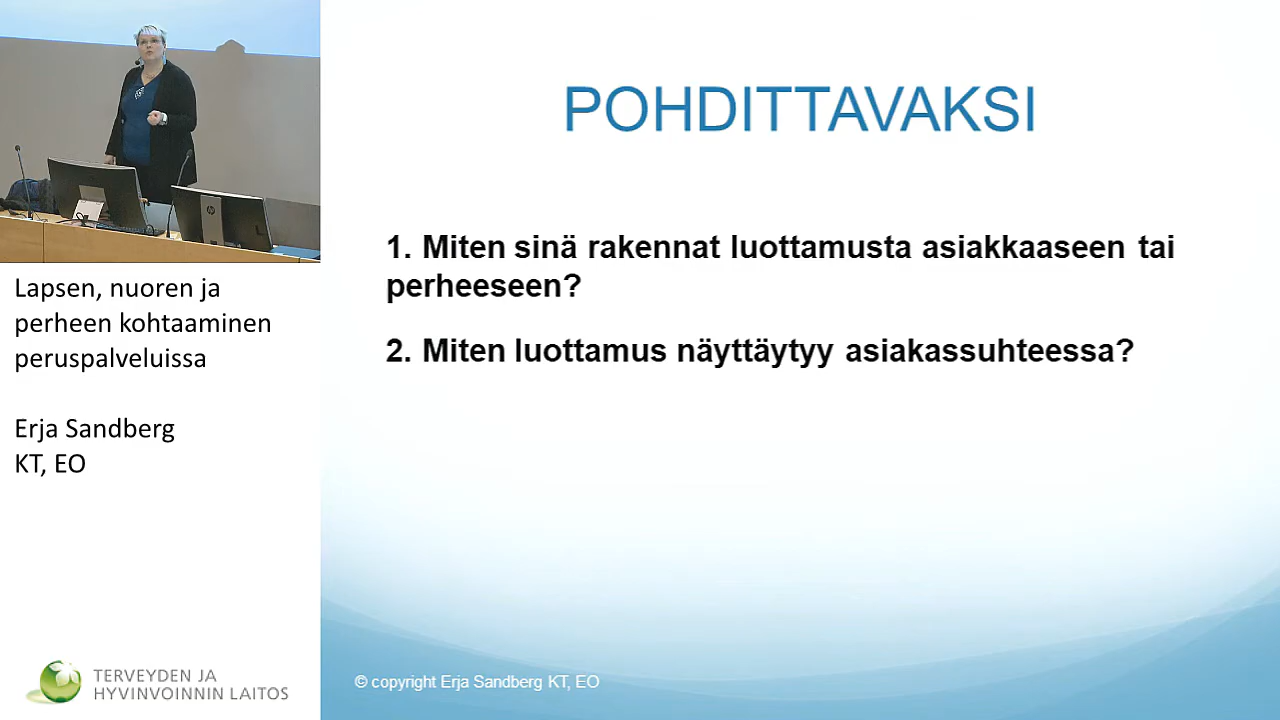 Lapsen, nuoren ja
perheen kohtaaminen
peruspalveluissa
Erja Sandberg
KT, EO
TERVEYDEN JA
HYVINVOINNIN LAITOS
POHDITTAVAKSI
1. Miten sinä rakennat luottamusta asiakkaaseen tai
perheeseen?
2. Miten luottamus näyttäytyy asiakassuhteessa?
© copyright Erja Sandberg KT, EO